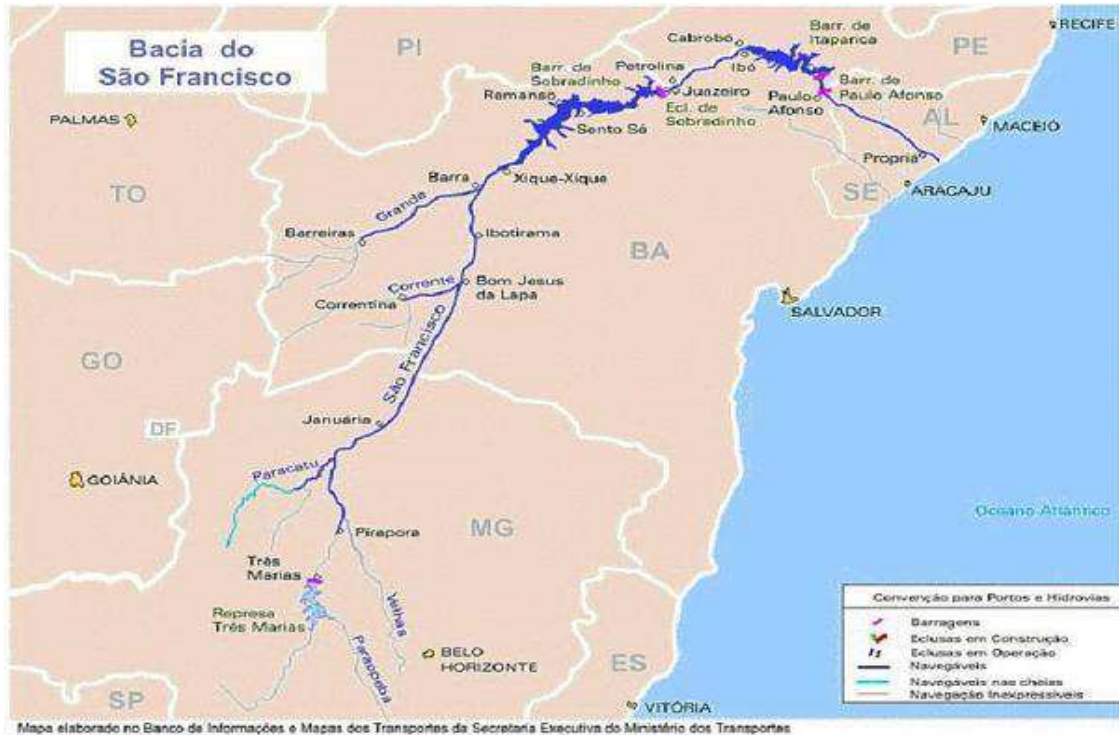 Bacia do
São Francisco
PI
PE
RECIFE
Cabrobó
Barr. de
Itaparica
Ibó
Barr. de
Sobradinho
Petrolina
Juazeiro
Barr. de
Paulo Afonso
Paulo
Afonso
Remanso
Ecl. de
Sobradinho
Sento Sé
AL
MACEIÓ
PALMAS
Propria
Xique-Xique
Barra
SE
ARACAJU
TO
Grande
Barreiras
Ibotirama
BA
Corrente
Bom Jesus
da Lapa
Correntina
SALVADOR
São Francisco
GO
Januária
DF
Paracatu
GOIÂNIA
MG
Pirapora
Oceano Atlântico
Três
Marias
Represa
Três Marias
Velhas
Paraopeba
BELO
HORIZONTE
ES
SP
VITÓRIA
Convenção para Portos e Hidrovias
Barragens
Eclusas em Construção
Eclusas em Operação
Navegáveis
Navegáveis nas cheias
Navegação Inexpressíveis
Mapa elaborado no Banco de Informações e Mapas dos Transportes da Secretaria Executiva do Ministério dos Transportes